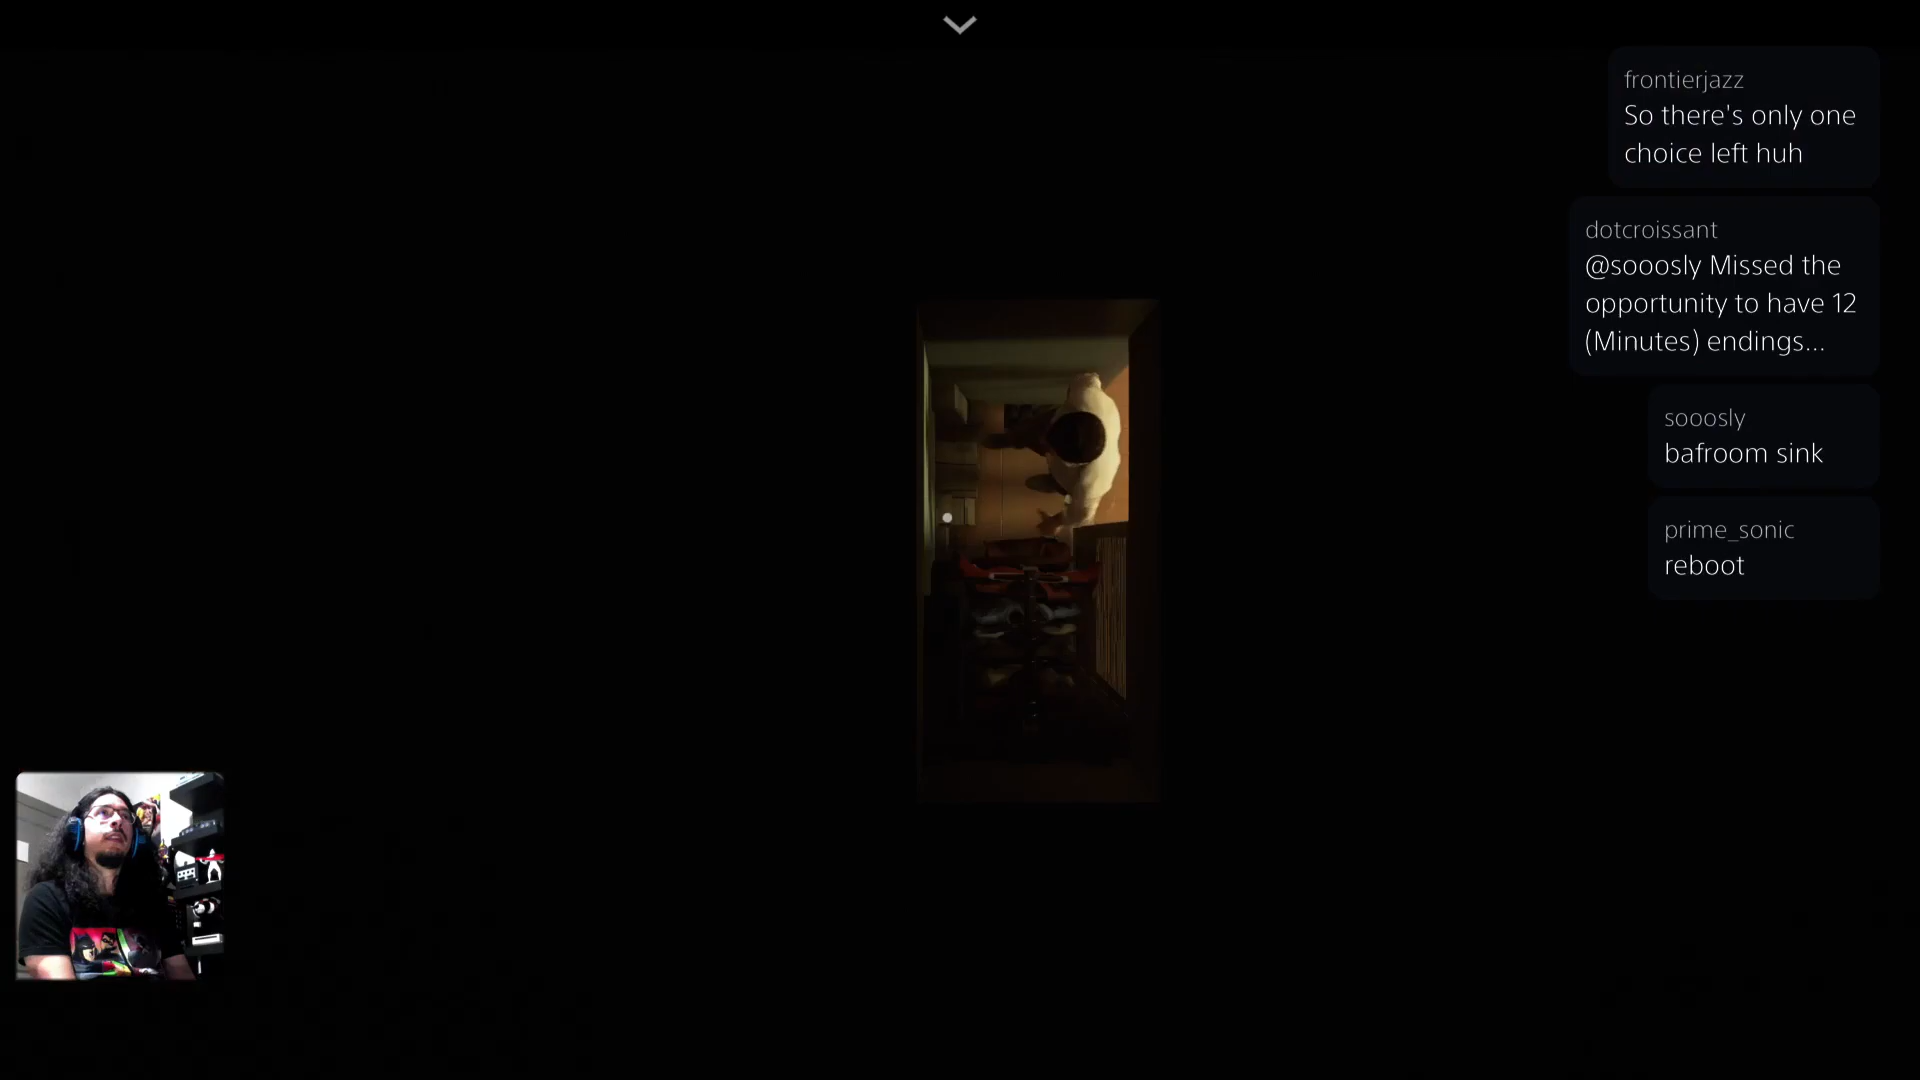 frontierjazz
So there's only one
choice left huh
dotcroissant
@sooosly Missed the
opportunity to have 12
(Minutes) endings...
sooosly
bafroom sink
prime_sonic
reboot